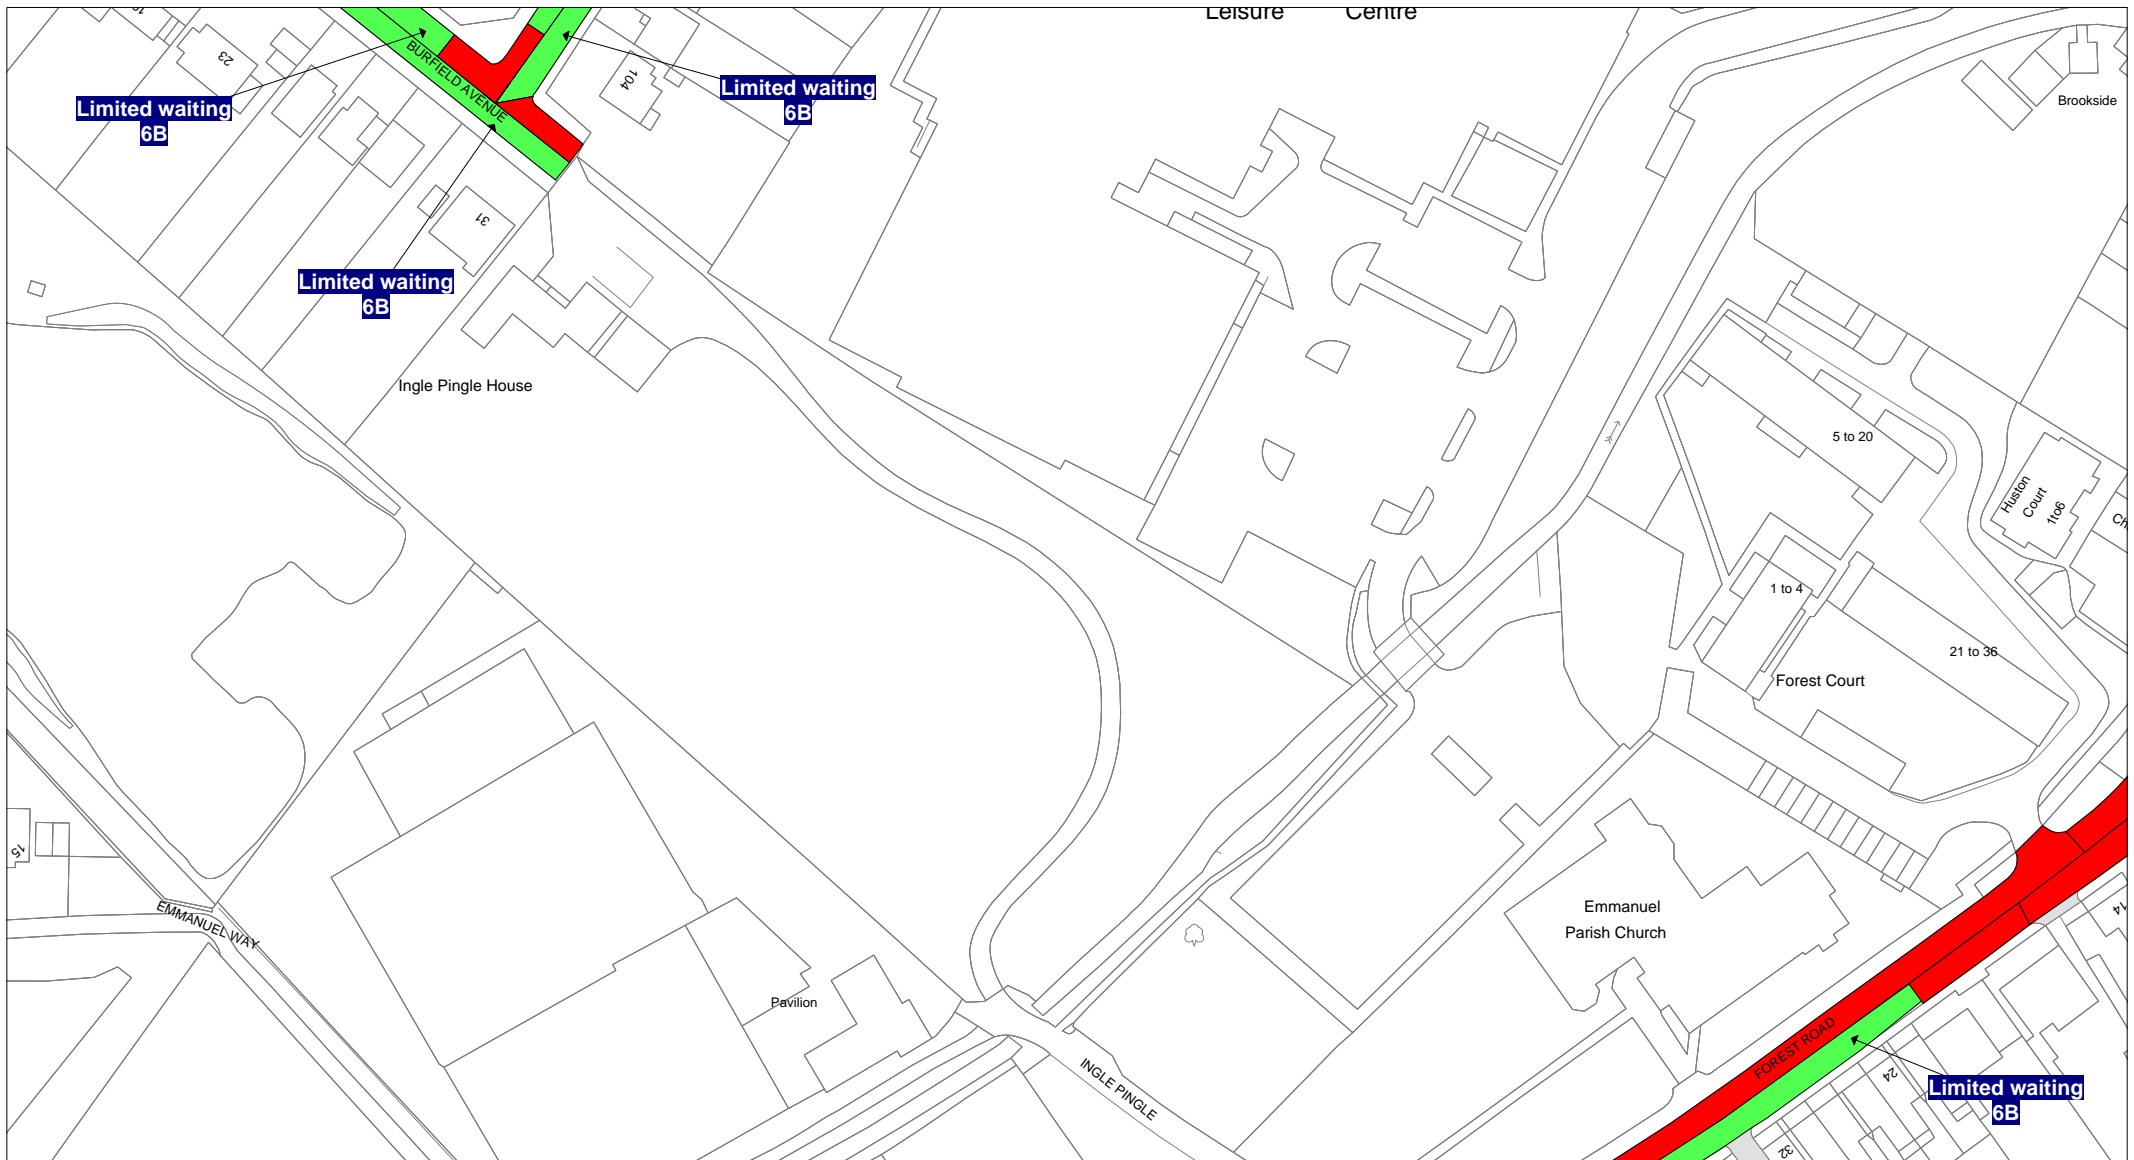 Leisure Centre
23
BURFIELD AVENUE
104
Limited waiting
6B
Limited waiting
6B
Brookside
31
Limited waiting
6B
Ingle Pingle House
5 to 20
Huston
Court
1to6
1 to 4
21 to 36
Forest Court
15
EMMANUEL WAY
Emmanuel
Parish Church
14
Pavilion
FOREST ROAD
INGLE PINGLE
24
Limited waiting
6B
32